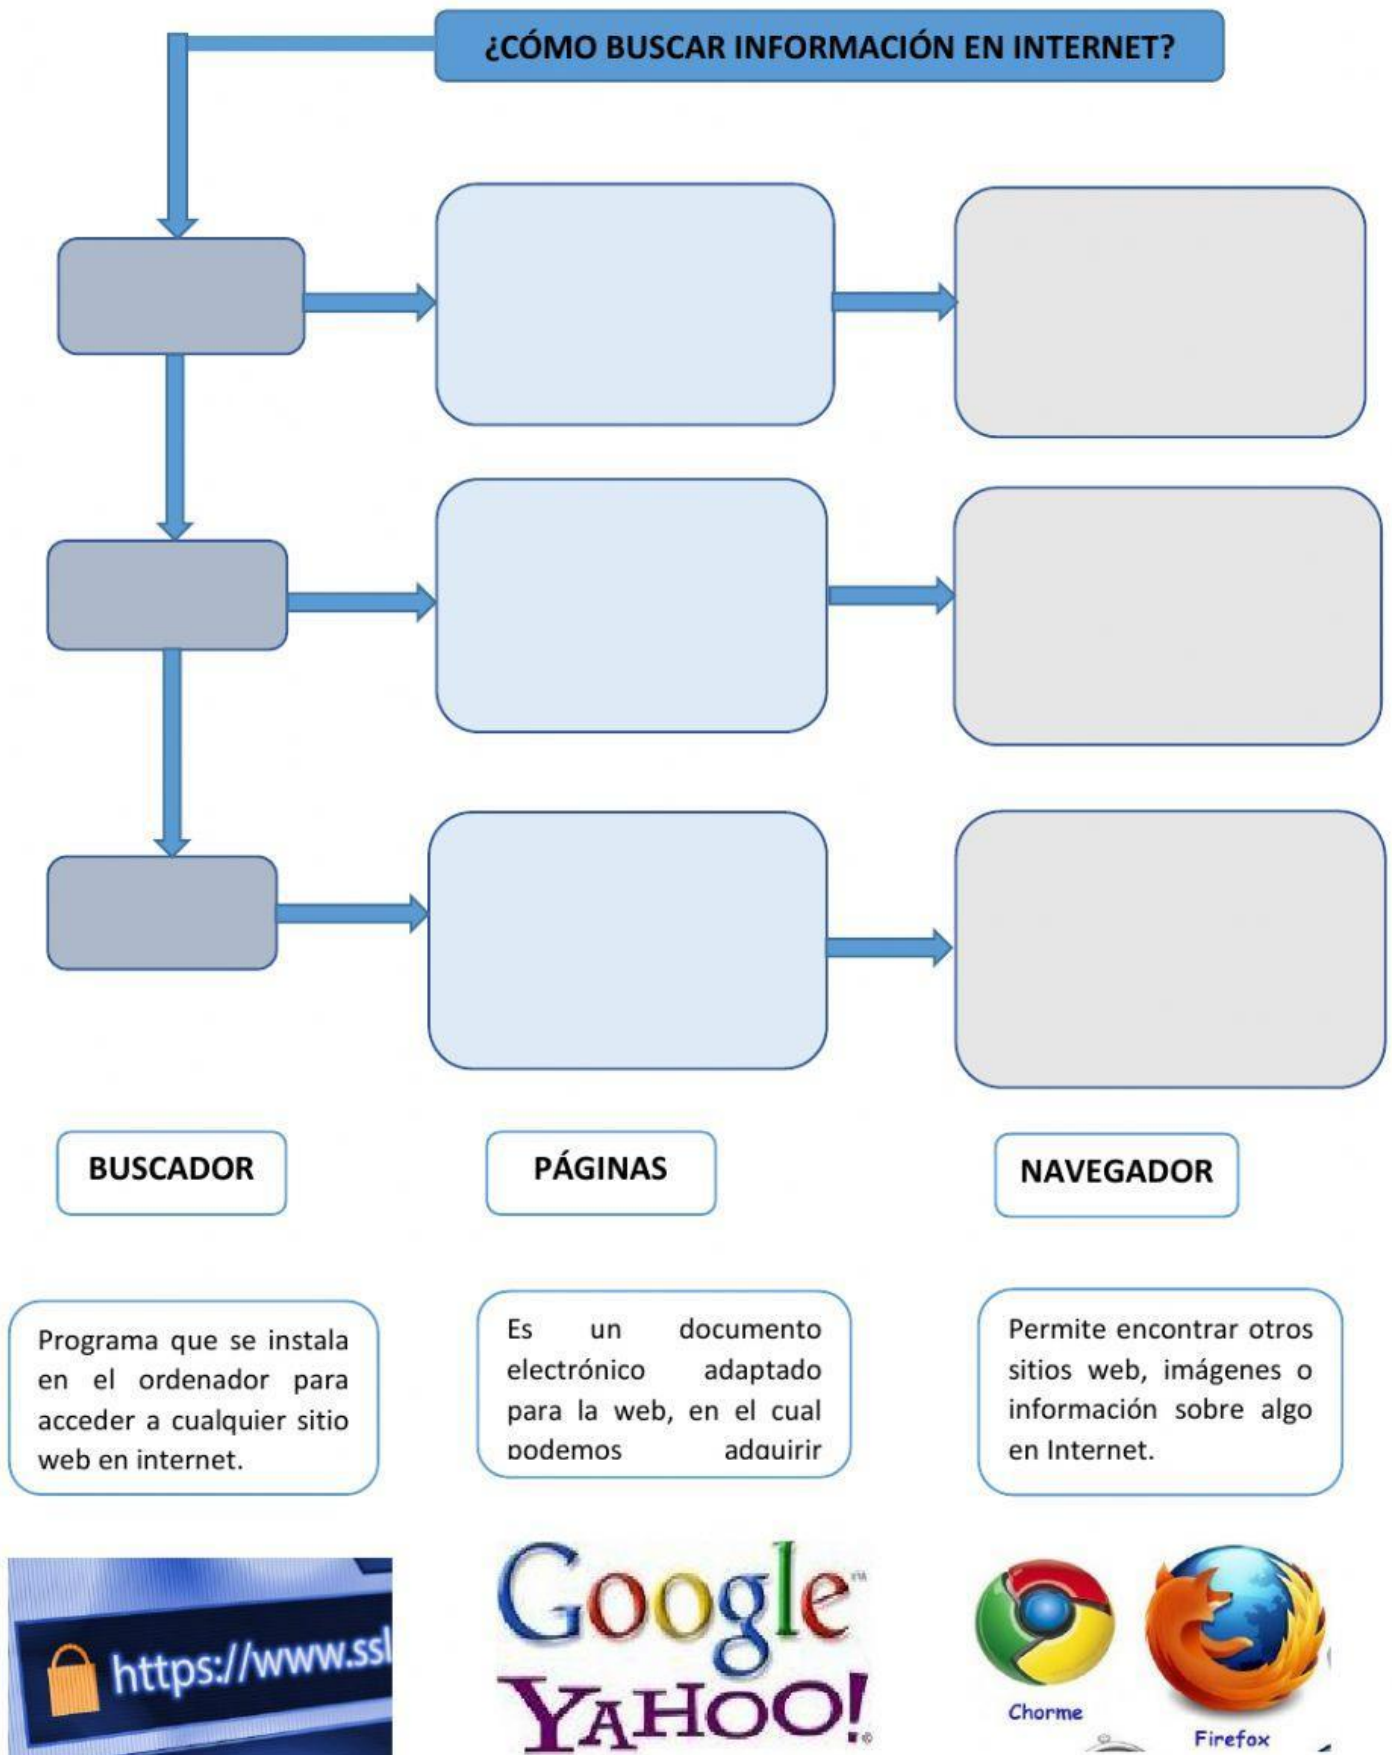 ¿CÓMO BUSCAR INFORMACIÓN EN INTERNET?
BUSCADOR
PÁGINAS
NAVEGADOR
Programa que se instala
en el ordenador para
acceder a cualquier sitio
web en internet.
Es un documento
electrónico adaptado
para la web, en el cual
podemos adquirir
Permite encontrar otros
sitios web, imágenes o
información sobre algo
en Internet.
https://www.ssl
Google
YAHOO!
Chorme
Firefox